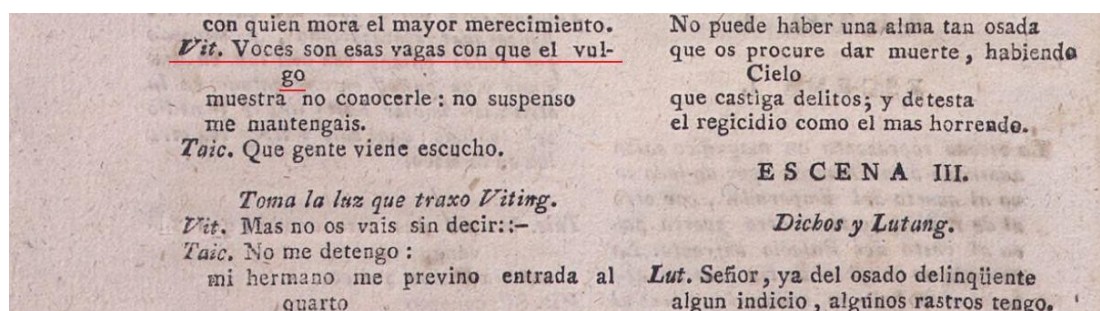 con quien mora el mayor merecimiento.
Vit. Voces son esas vagas con que el vul-
go
muestra no conocerle : no suspenso
me mantengais.
Taic. Que gente viene escucho.
Toma la luz que traxo Viting.
Vit. Mas no os vais sin decir::-
Taic. No me detengo :
mi hermano me previno entrada al
quarto
No puede haber una alma tan osada
que os procure dar muerte , habiendo
Cielo
que castiga delitos; y detesta
el regicidio como el mas horrendo.
ESCENA III.
Dichos y Lutang.
Lut. Señor, ya del osado delinqüente
algun indicio , algunos rastros tengo.